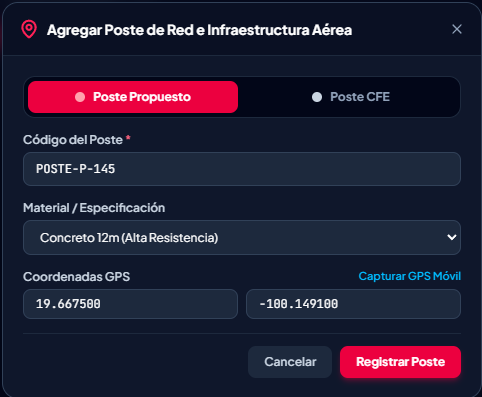 Agregar Poste de Red e Infraestructura Aérea
Poste Propuesto
Poste CFE
Código del Poste *
POSTE-P-145
Material / Especificación
Concreto 12m (Alta Resistencia)
Coordenadas GPS
Capturar GPS Móvil
19.667500
-100.149100
Cancelar
Registrar Poste